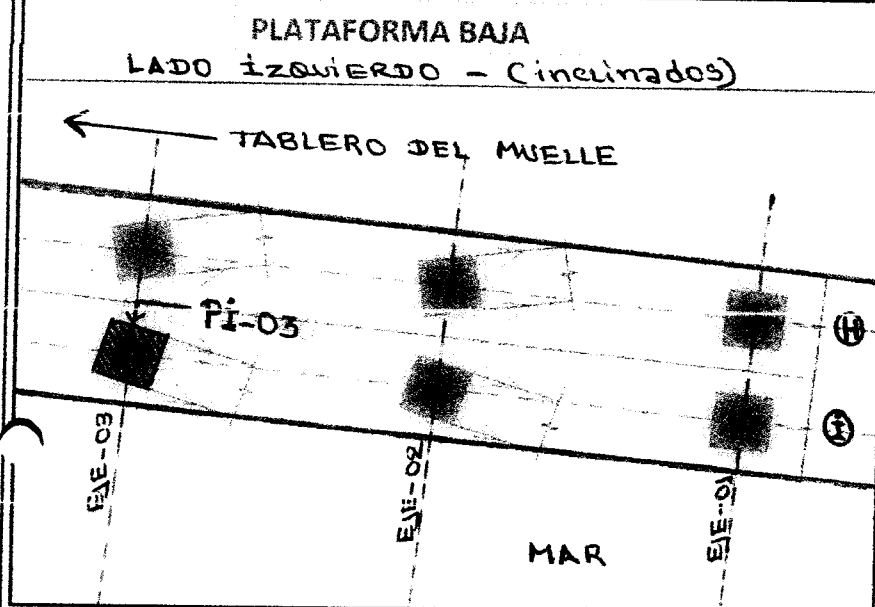 PLATAFORMA BAJA
LADO IZQUIERDO - (inclinados)
TABLERO DEL MUELLE
PI-03
H
I
EJE-03
EJE-02
EJE-01
MAR